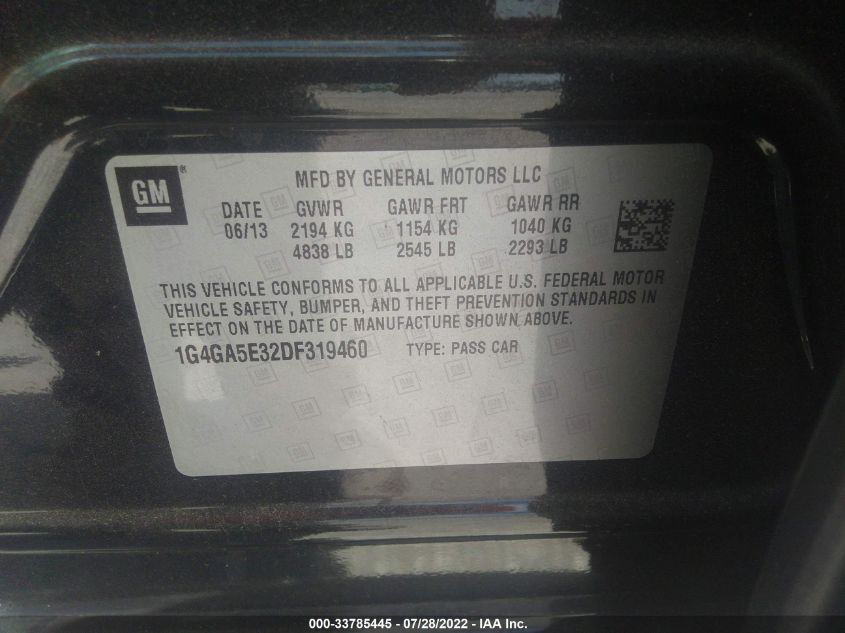 GM®
MFD BY GENERAL MOTORS LLC
DATE GVWR GAWR FRT GAWR RR
06/13 2194 KG 1154 KG 1040 KG
4838 LB 2545 LB 2293 LB
THIS VEHICLE CONFORMS TO ALL APPLICABLE U.S. FEDERAL MOTOR
VEHICLE SAFETY, BUMPER, AND THEFT PREVENTION STANDARDS IN
EFFECT ON THE DATE OF MANUFACTURE SHOWN ABOVE.
1G4GA5E32DF319460 TYPE: PASS CAR
000-33785445 - 07/28/2022 - IAA Inc.